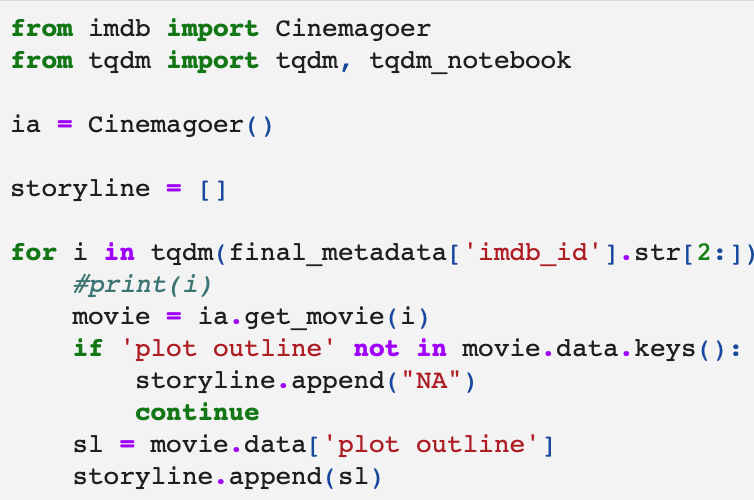 from imdb import Cinemagoer
from tqdm import tqdm, tqdm_notebook
ia = Cinemagoer()
storyline = []
for i in tqdm(final_metadata['imdb_id'].str[2:])
    #print(i)
    movie = ia.get_movie(i)
    if 'plot outline' not in movie.data.keys():
        storyline.append("NA")
        continue
    sl = movie.data['plot outline']
    storyline.append(sl)